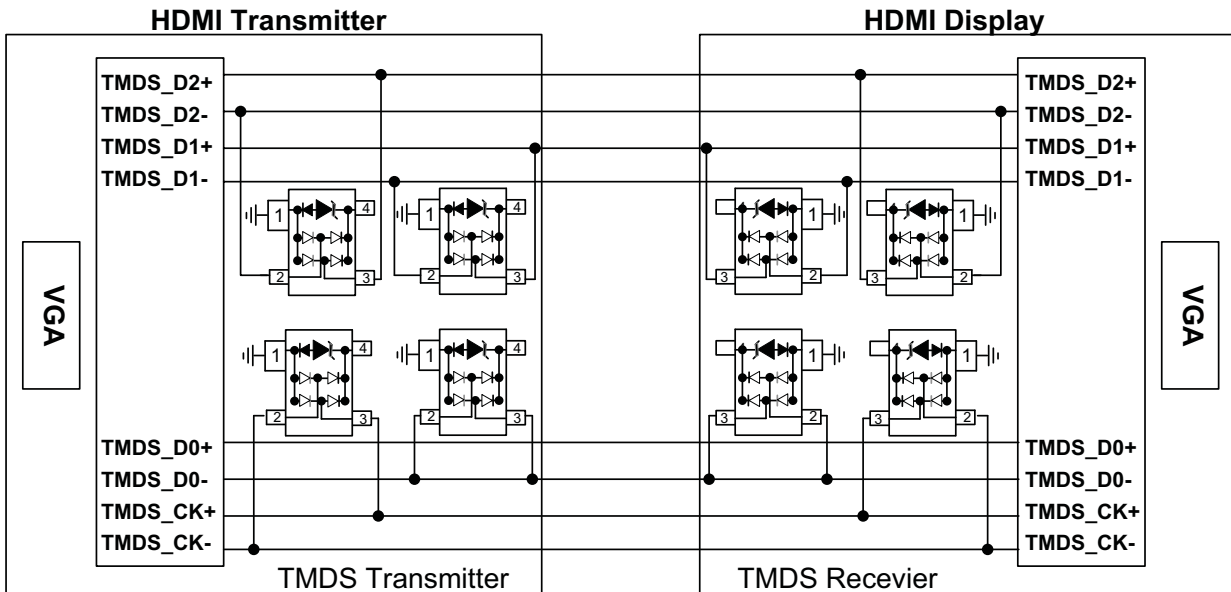 HDMI Transmitter
HDMI Display
TMDS_D2+
TMDS_D2-
TMDS_D1+
TMDS_D1-
TMDS_D2+
TMDS_D2-
TMDS_D1+
TMDS_D1-
1
4
2
3
1
4
2
3
1
3
2
1
3
2
VGA
VGA
1
4
2
3
1
4
2
3
1
3
2
1
3
2
TMDS_D0+
TMDS_D0-
TMDS_CK+
TMDS_CK-
TMDS_D0+
TMDS_D0-
TMDS_CK+
TMDS_CK-
TMDS Transmitter
TMDS Recevier